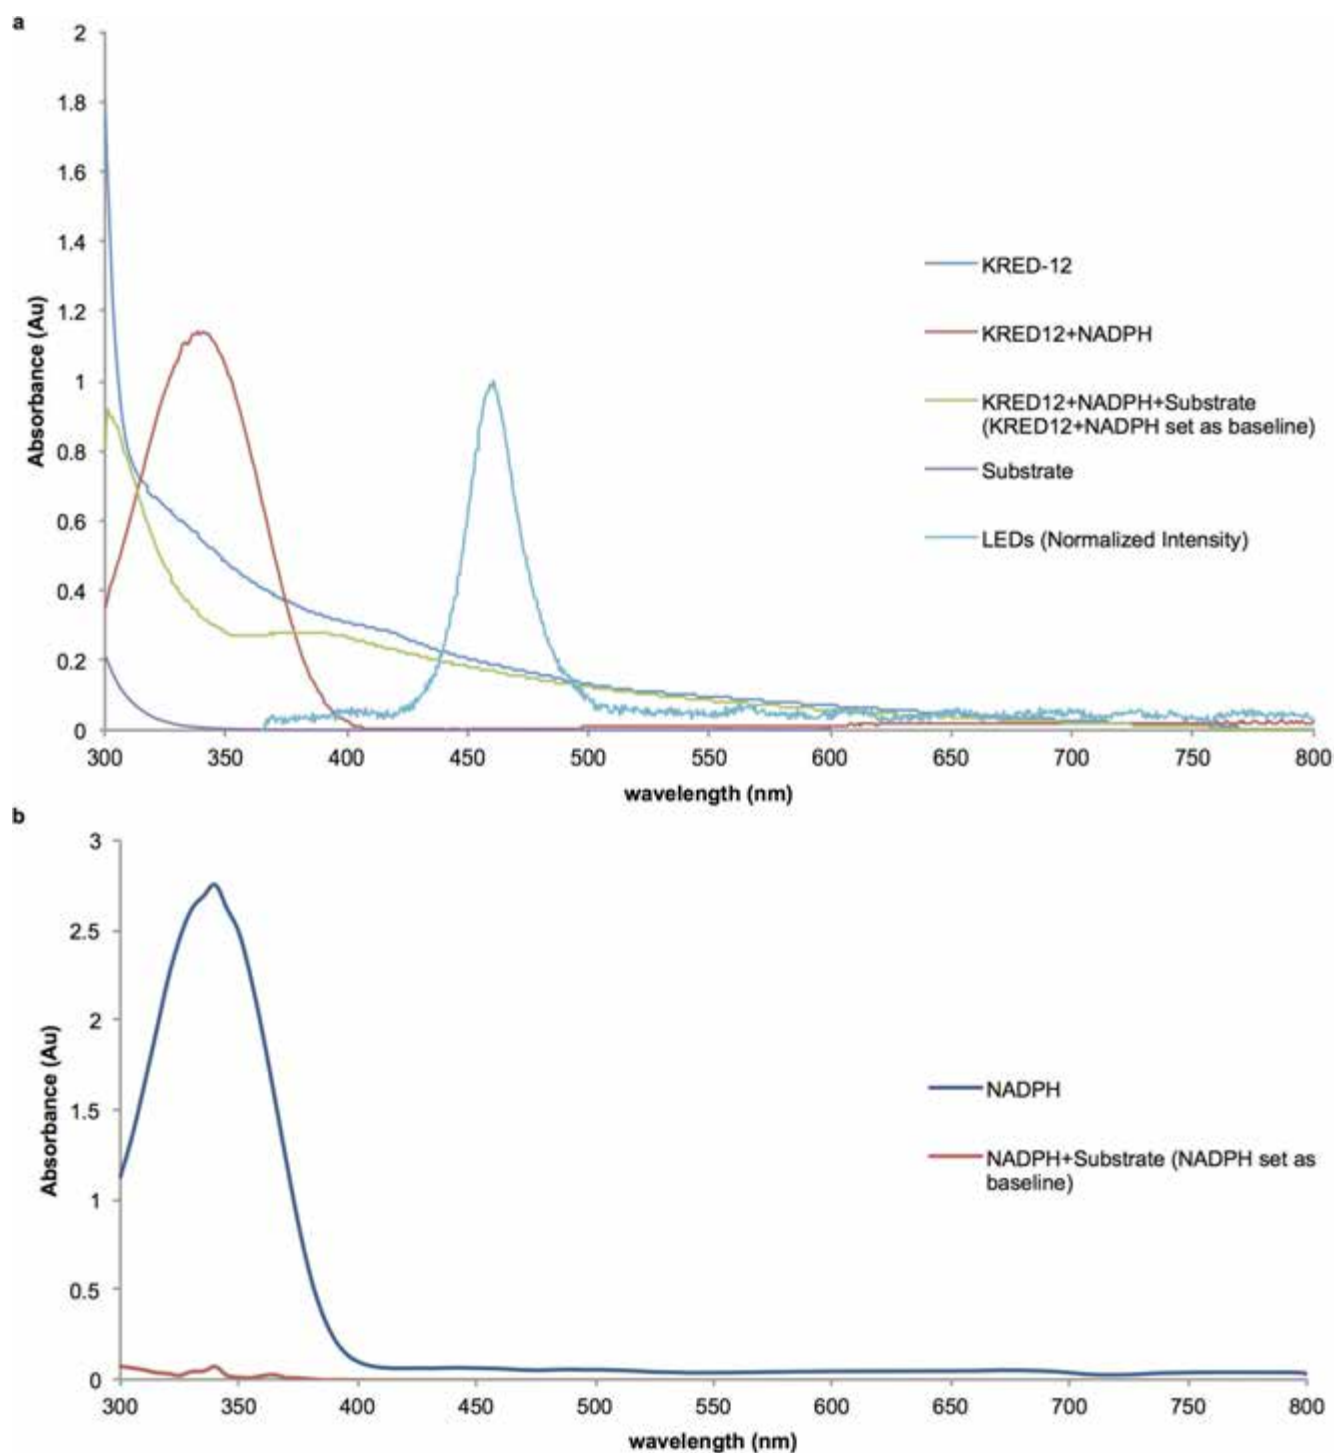 a
2
1.8
1.6
1.4
1.2
1
0.8
0.6
0.4
0.2
0
Absorbance (Au)
KRED-12
KRED12+NADPH
KRED12+NADPH+Substrate
(KRED12+NADPH set as baseline)
Substrate
LEDs (Normalized Intensity)
300 350 400 450 500 550 600 650 700 750 800
wavelength (nm)
b
3
2.5
2
1.5
1
0.5
0
Absorbance (Au)
NADPH
NADPH+Substrate (NADPH set as
baseline)
300 350 400 450 500 550 600 650 700 750 800
wavelength (nm)